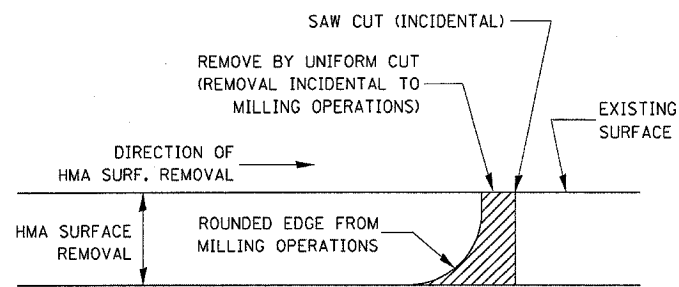 SAW CUT (INCIDENTAL)
REMOVE BY UNIFORM CUT
(REMOVAL INCIDENTAL TO
MILLING OPERATIONS)
EXISTING
SURFACE
DIRECTION OF
HMA SURF. REMOVAL
HMA SURFACE
REMOVAL
ROUNDED EDGE FROM
MILLING OPERATIONS